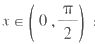 x ∈ ( 0 , π/2 ) :